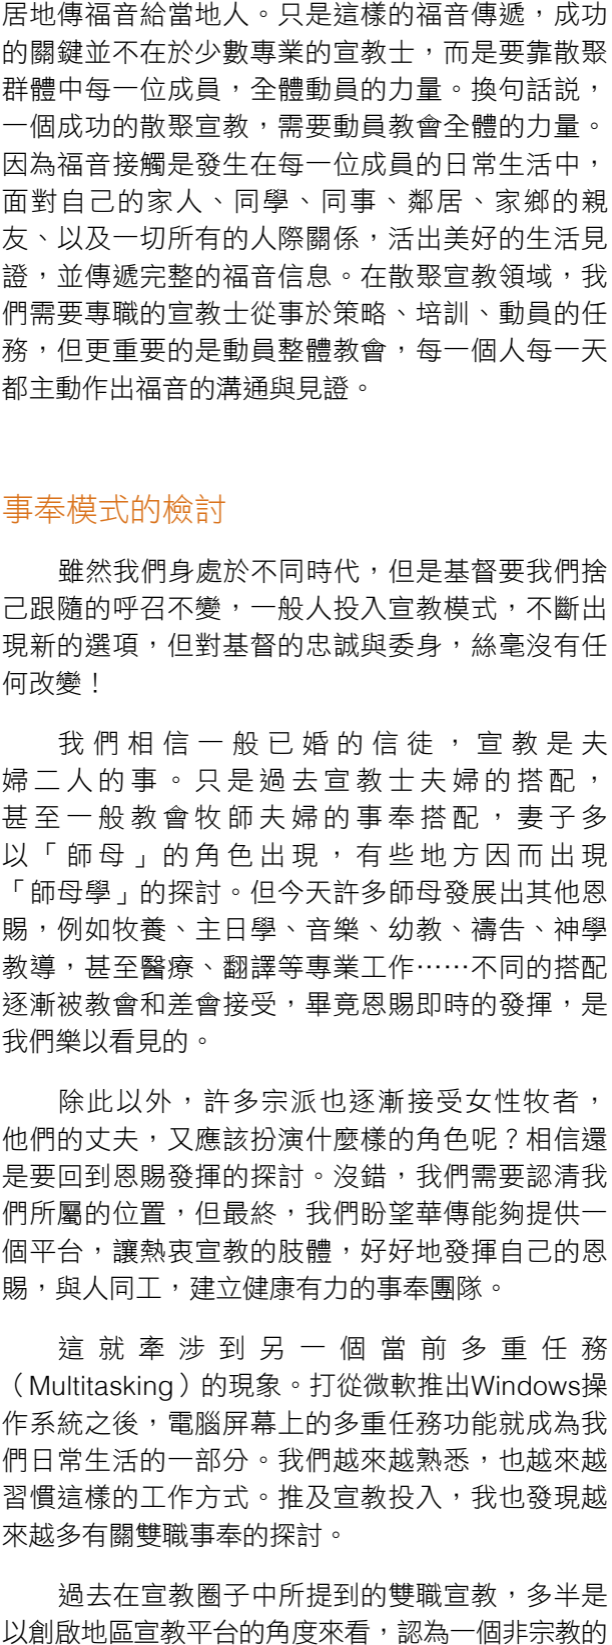 居地傳福音給當地人。只是這樣的福音傳遞，成功
的關鍵並不在於少數專業的宣教士，而是要靠散聚
群體中每一位成員，全體動員的力量。換句話説，
一個成功的散聚宣教，需要動員教會全體的力量。
因為福音接觸是發生在每一位成員的日常生活中，
面對自己的家人、同學、同事、鄰居、家鄉的親
友、以及一切所有的人際關係，活出美好的生活見
證，並傳遞完整的福音信息。在散聚宣教領域，我
們需要專職的宣教士從事於策略、培訓、動員的任
務，但更重要的是動員整體教會，每一個人每一天
都主動作出福音的溝通與見證。
事奉模式的檢討
雖然我們身處於不同時代，但是基督要我們捨
己跟隨的呼召不變，一般人投入宣教模式，不斷出
現新的選項，但對基督的忠誠與委身，絲毫沒有任
何改變！
我們相信一般已婚的信徒，宣教是夫
婦二人的事。只是過去宣教士夫婦的搭配，
甚至一般教會牧師夫婦的事奉搭配，妻子多
以「師母」的角色出現，有些地方因而出現
「師母學」的探討。但今天許多師母發展出其他恩
賜，例如牧養、主日學、音樂、幼教、禱告、神學
教導，甚至醫療、翻譯等專業工作……不同的搭配
逐漸被教會和差會接受，畢竟恩賜即時的發揮，是
我們樂以看見的。
除此以外，許多宗派也逐漸接受女性牧者，
他們的丈夫，又應該扮演什麼樣的角色呢？相信還
是要回到恩賜發揮的探討。沒錯，我們需要認清我
們所屬的位置，但最終，我們盼望華傳能夠提供一
個平台，讓熱衷宣教的肢體，好好地發揮自己的恩
賜，與人同工，建立健康有力的事奉團隊。
這就牽涉到另一個當前多重任務
（Multitasking）的現象。打從微軟推出Windows操
作系統之後，電腦屏幕上的多重任務功能就成為我
們日常生活的一部分。我們越來越熟悉，也越來越
習慣這樣的工作方式。推及宣教投入，我也發現越
來越多有關雙職事奉的探討。
過去在宣教圈子中所提到的雙職宣教，多半是
以創啟地區宣教平台的角度來看，認為一個非宗教的